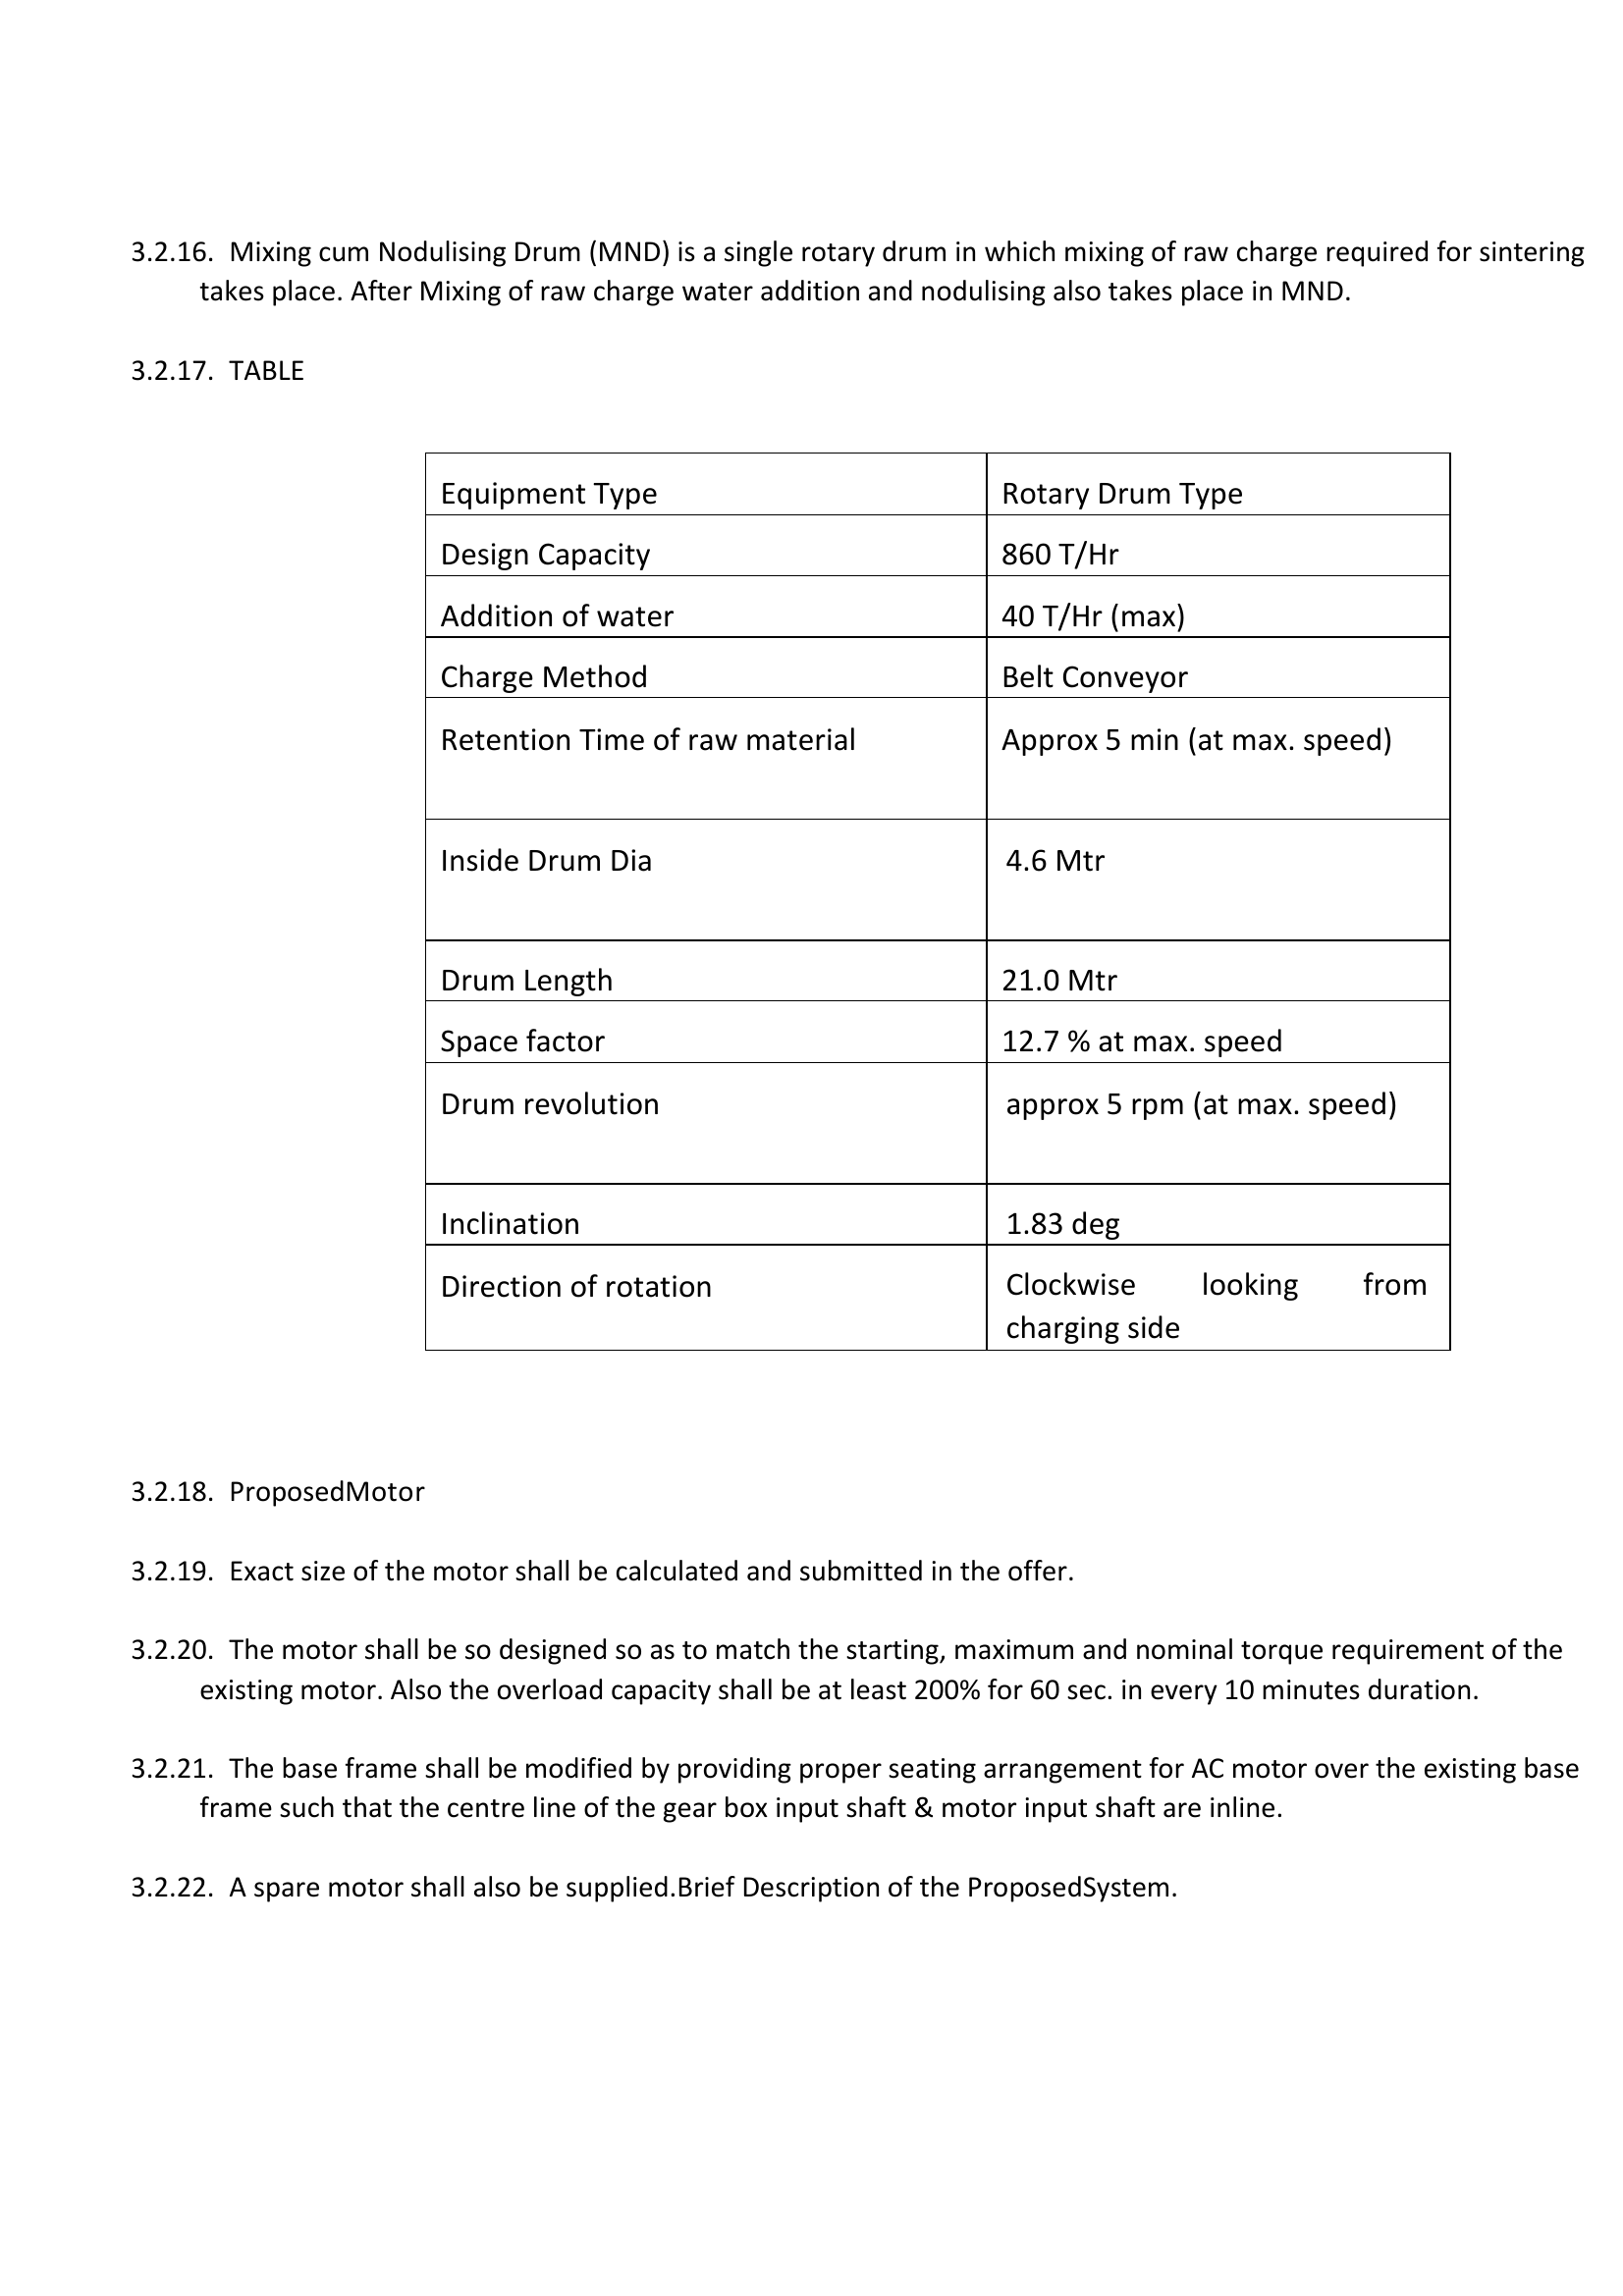 3.2.16. Mixing cum Nodulising Drum (MND) is a single rotary drum in which mixing of raw charge required for sintering
takes place. After Mixing of raw charge water addition and nodulising also takes place in MND.
3.2.17. TABLE
Equipment Type Rotary Drum Type
Design Capacity 860 T/Hr
Addition of water 40 T/Hr (max)
Charge Method Belt Conveyor
Retention Time of raw material Approx 5 min (at max. speed)
Inside Drum Dia 4.6 Mtr
Drum Length 21.0 Mtr
Space factor 12.7 % at max. speed
Drum revolution approx 5 rpm (at max. speed)
Inclination 1.83 deg
Direction of rotation Clockwise looking from
charging side
3.2.18. ProposedMotor
3.2.19. Exact size of the motor shall be calculated and submitted in the offer.
3.2.20. The motor shall be so designed so as to match the starting, maximum and nominal torque requirement of the
existing motor. Also the overload capacity shall be at least 200% for 60 sec. in every 10 minutes duration.
3.2.21. The base frame shall be modified by providing proper seating arrangement for AC motor over the existing base
frame such that the centre line of the gear box input shaft & motor input shaft are inline.
3.2.22. A spare motor shall also be supplied.Brief Description of the ProposedSystem.